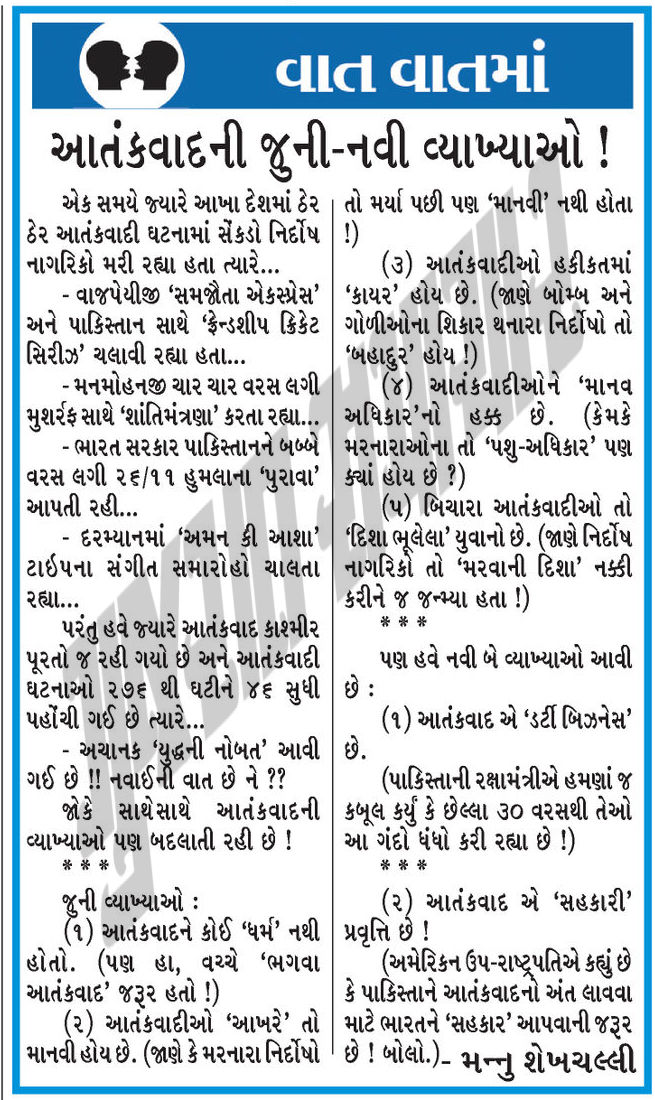 વાત વાતમાં
આતંકવાદની જુની-નવી વ્યાખ્યાઓ !
એક સમયે જ્યારે આખા દેશમાં ઠેર
ઠેર આતંકવાદી ઘટનામાં સેંકડો નિર્દોષ
નાગરિકો મરી રહ્યા હતા ત્યારે...
- વાજપેયીજી ‘સમજૌતા એકસ્પ્રેસ’
અને પાકિસ્તાન સાથે ‘ફ્રેન્ડશીપ ક્રિકેટ
સિરીઝ’ ચલાવી રહ્યા હતા...
- મનમોહનજી ચાર ચાર વરસ લગી
મુશર્રફ સાથે ‘શાંતિમંત્રણા’ કરતા રહ્યા...
- ભારત સરકાર પાકિસ્તાનને બબ્બે
વરસ લગી ૨૬/૧૧ હુમલાના ‘પુરાવા’
આપતી રહી...
- દરમ્યાનમાં ‘અમન કી આશા’
ટાઇપના સંગીત સમારોહો ચાલતા
રહ્યા...
પરંતુ હવે જ્યારે આતંકવાદ કાશ્મીર
પૂરતો જ રહી ગયો છે અને આતંકવાદી
ઘટનાઓ ૨૭૬ થી ઘટીને ૪૬ સુધી
પહોંચી ગઈ છે ત્યારે...
- અચાનક ‘યુદ્ધની નોબત’ આવી
ગઈ છે !! નવાઈની વાત છે ને ??
જોકે સાથેસાથે આતંકવાદની
વ્યાખ્યાઓ પણ બદલાતી રહી છે !
* * *
જુની વ્યાખ્યાઓ :
(૧) આતંકવાદને કોઈ ‘ધર્મ’ નથી
હોતો. (પણ હા, વચ્ચે ‘ભગવા
આતંકવાદ’ જરૂર હતો !)
(૨) આતંકવાદીઓ ‘આખરે’ તો
માનવી હોય છે. (જાણે કે મરનારા નિર્દોષો
તો મર્યા પછી પણ ‘માનવી’ નથી હોતા
!)
(૩) આતંકવાદીઓ હકીકતમાં
‘કાયર’ હોય છે. (જાણે બોમ્બ અને
ગોળીઓના શિકાર થનારા નિર્દોષો તો
‘બહાદુર’ હોય !)
(૪) આતંકવાદીઓને ‘માનવ
અધિકાર’નો હક્ક છે. (કેમકે
મરનારાઓના તો ‘પશુ-અધિકાર’ પણ
ક્યાં હોય છે ?)
(૫) બિચારા આતંકવાદીઓ તો
‘દિશા ભૂલેલા’ યુવાનો છે. (જાણે નિર્દોષ
નાગરિકો તો ‘મરવાની દિશા’ નક્કી
કરીને જ જન્મ્યા હતા !)
* * *
પણ હવે નવી બે વ્યાખ્યાઓ આવી
છે :
(૧) આતંકવાદ એ ‘ડર્ટી બિઝનેસ’
છે.
(પાકિસ્તાની રક્ષામંત્રીએ હમણાં જ
કબૂલ કર્યું કે છેલ્લા ૩૦ વરસથી તેઓ
આ ગંદો ધંધો કરી રહ્યા છે !)
* * *
(૨) આતંકવાદ એ ‘સહકારી’
પ્રવૃત્તિ છે !
(અમેરિકન ઉપ-રાષ્ટ્રપતિએ કહ્યું છે
કે પાકિસ્તાને આતંકવાદનો અંત લાવવા
માટે ભારતને ‘સહકાર’ આપવાની જરૂર
છે ! બોલો.) - મન્નુ શેખચલ્લી